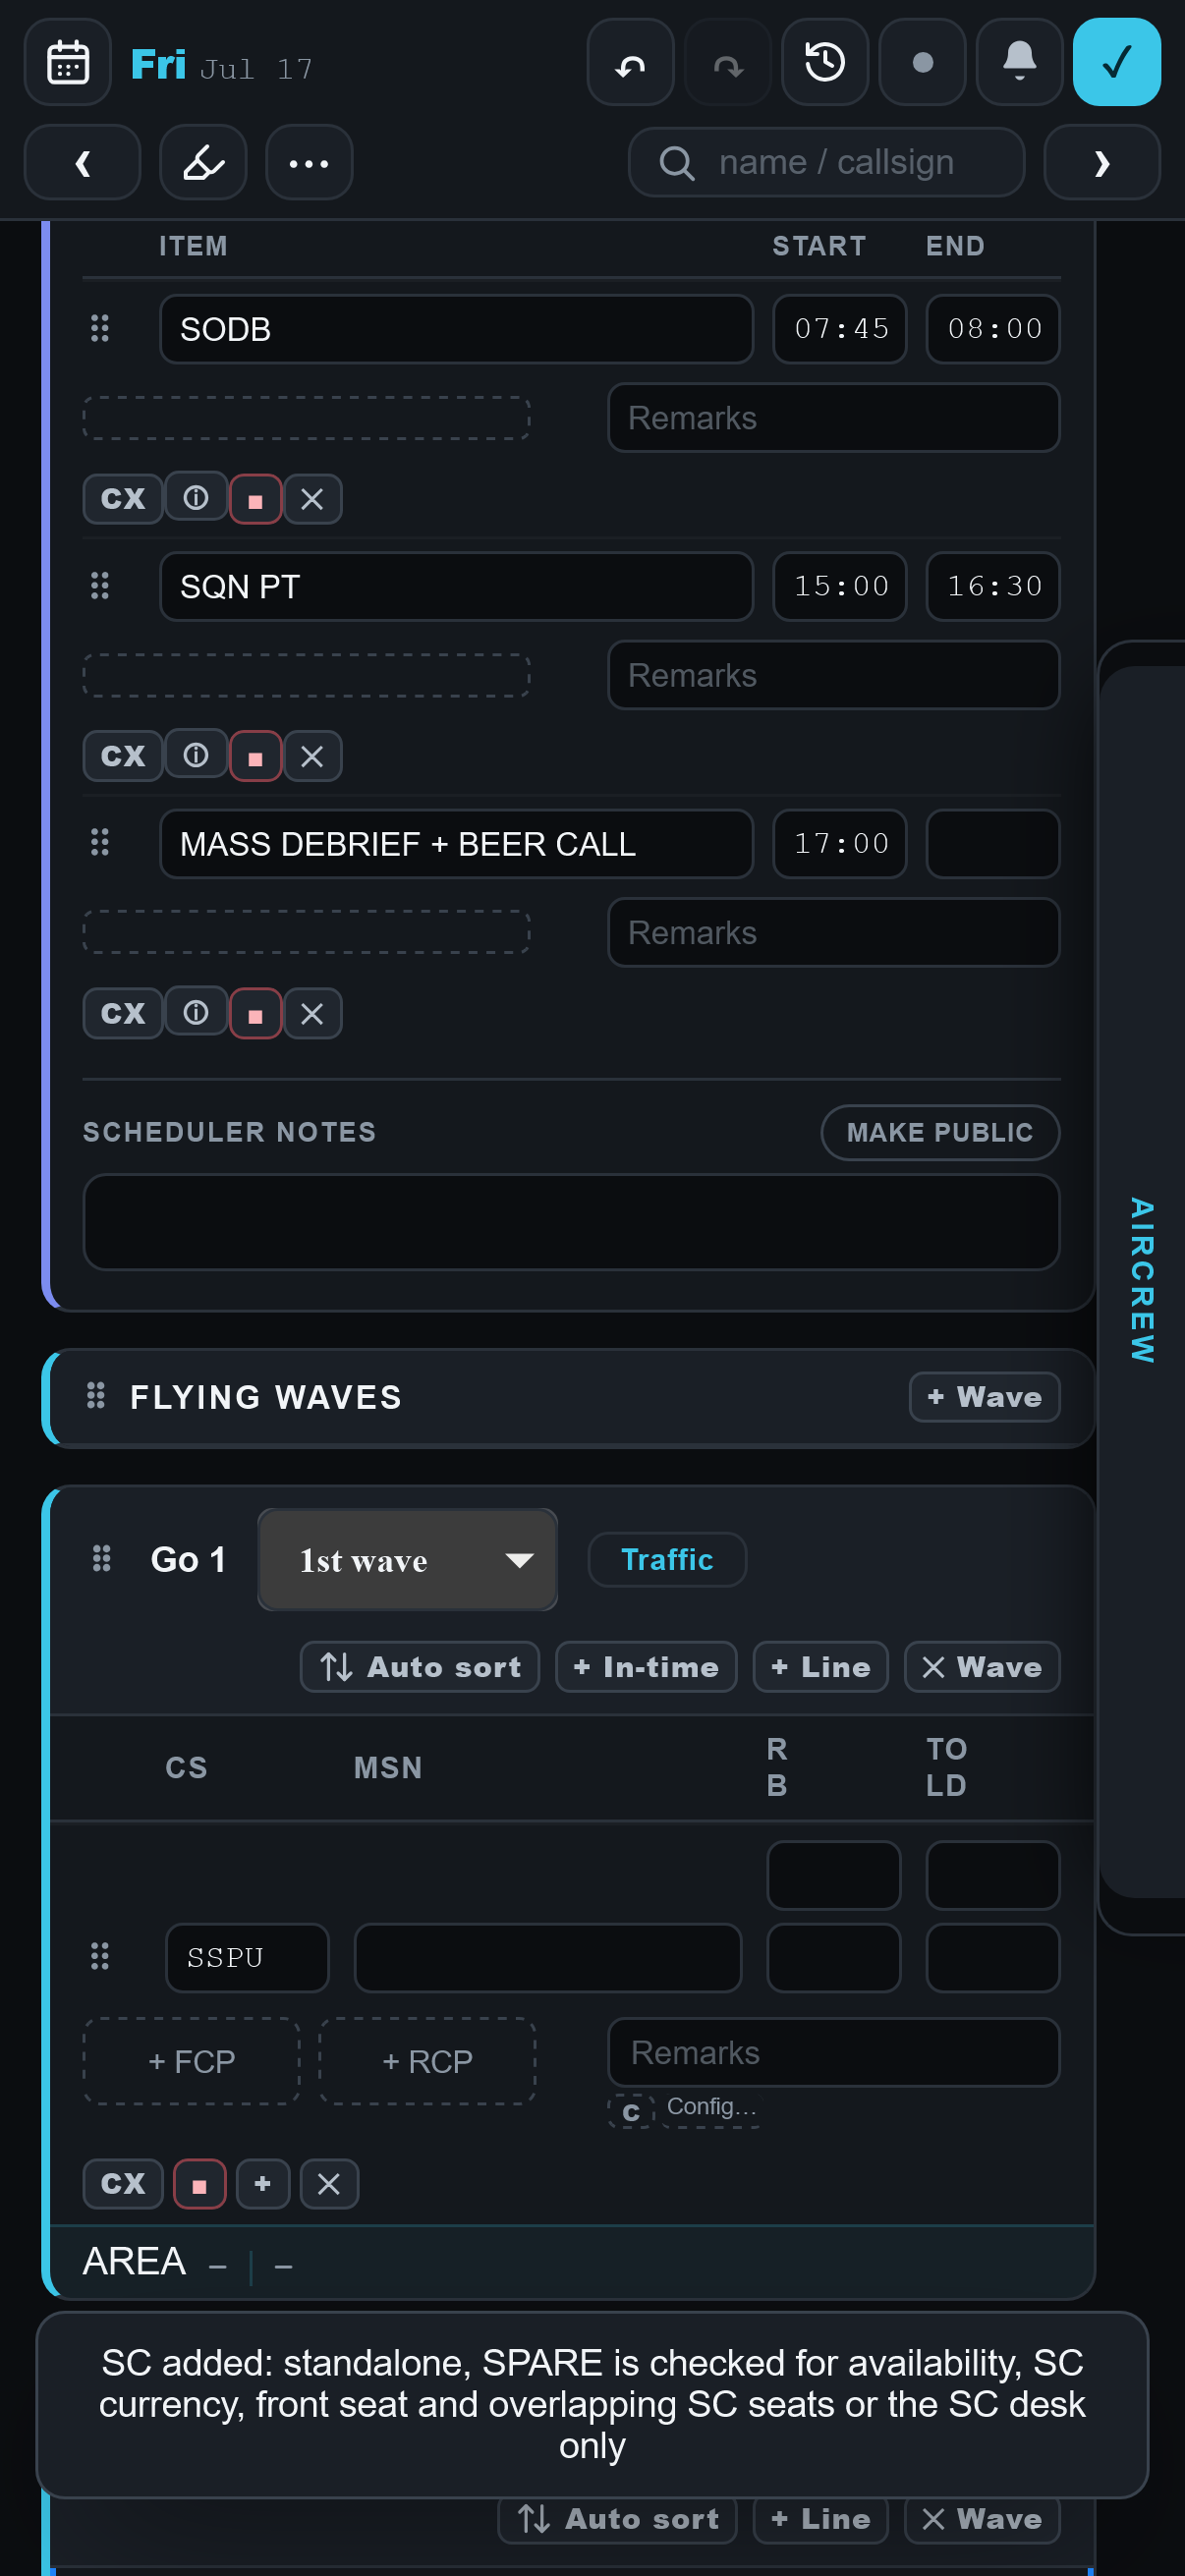 Fri Jul 17
name / callsign
ITEM START END
SODB 07:45 08:00
Remarks
CX
SQN PT 15:00 16:30
Remarks
CX
MASS DEBRIEF + BEER CALL 17:00
Remarks
CX
SCHEDULER NOTES MAKE PUBLIC
AIRCREW
FLYING WAVES + Wave
Go 1 1st wave Traffic
Auto sort + In-time + Line × Wave
CS MSN R TO
B LD
SSPU
+ FCP + RCP Remarks
C Config...
CX + ×
AREA – | –
SC added: standalone, SPARE is checked for availability, SC
currency, front seat and overlapping SC seats or the SC desk
only
Auto sort + Line × Wave